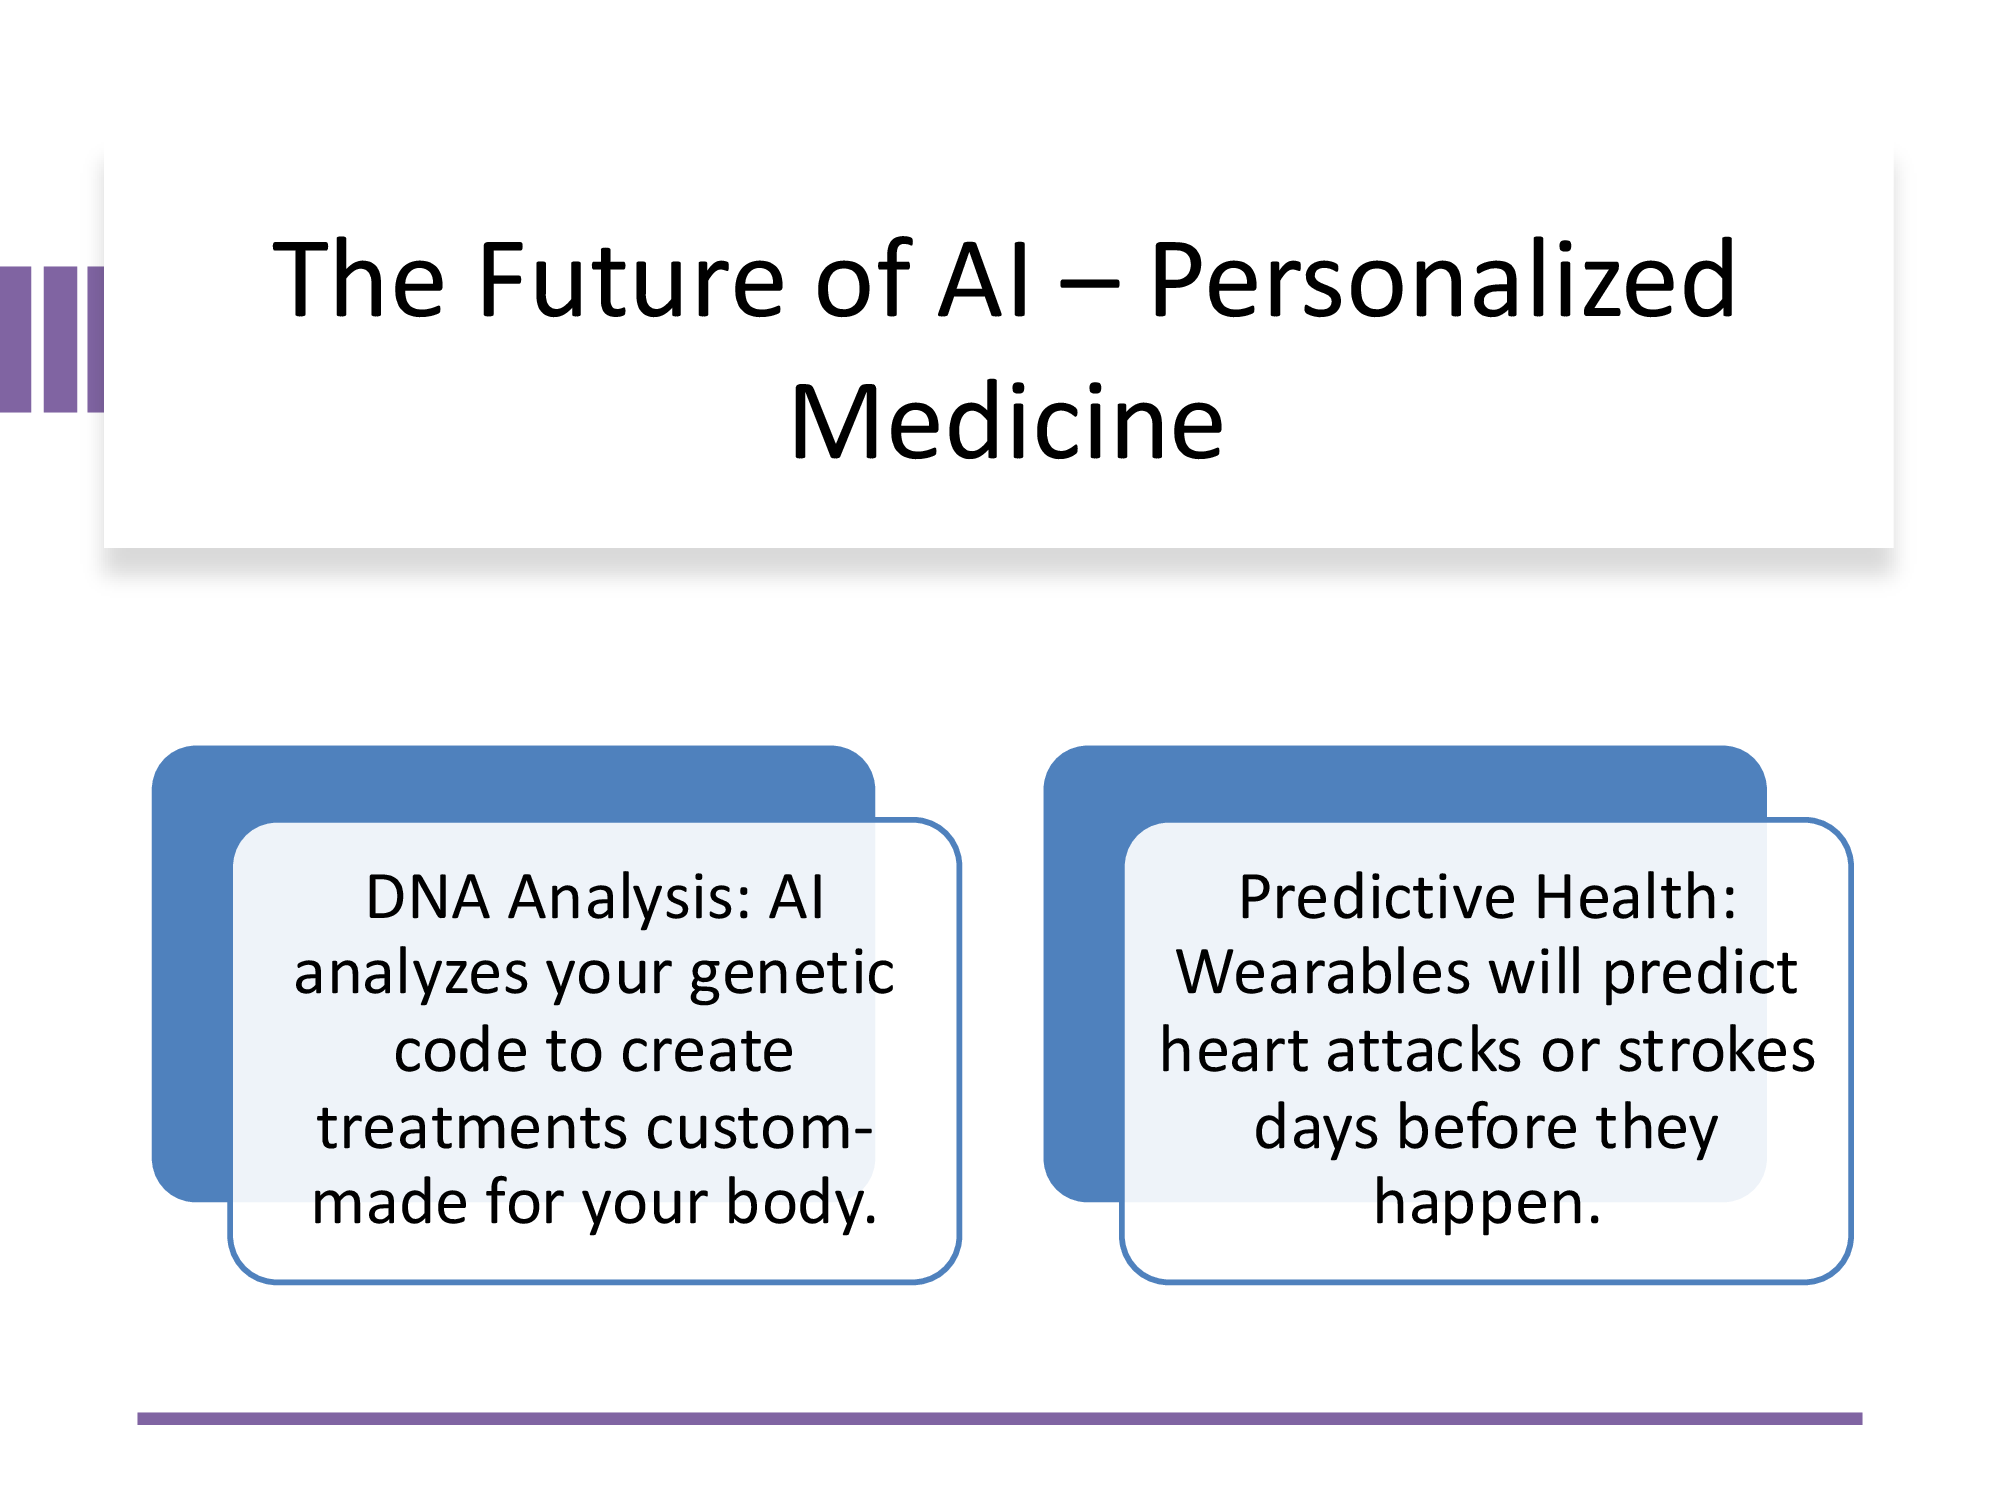 The Future of AI – Personalized
Medicine
DNA Analysis: AI
analyzes your genetic
code to create
treatments custom-
made for your body.
Predictive Health:
Wearables will predict
heart attacks or strokes
days before they
happen.